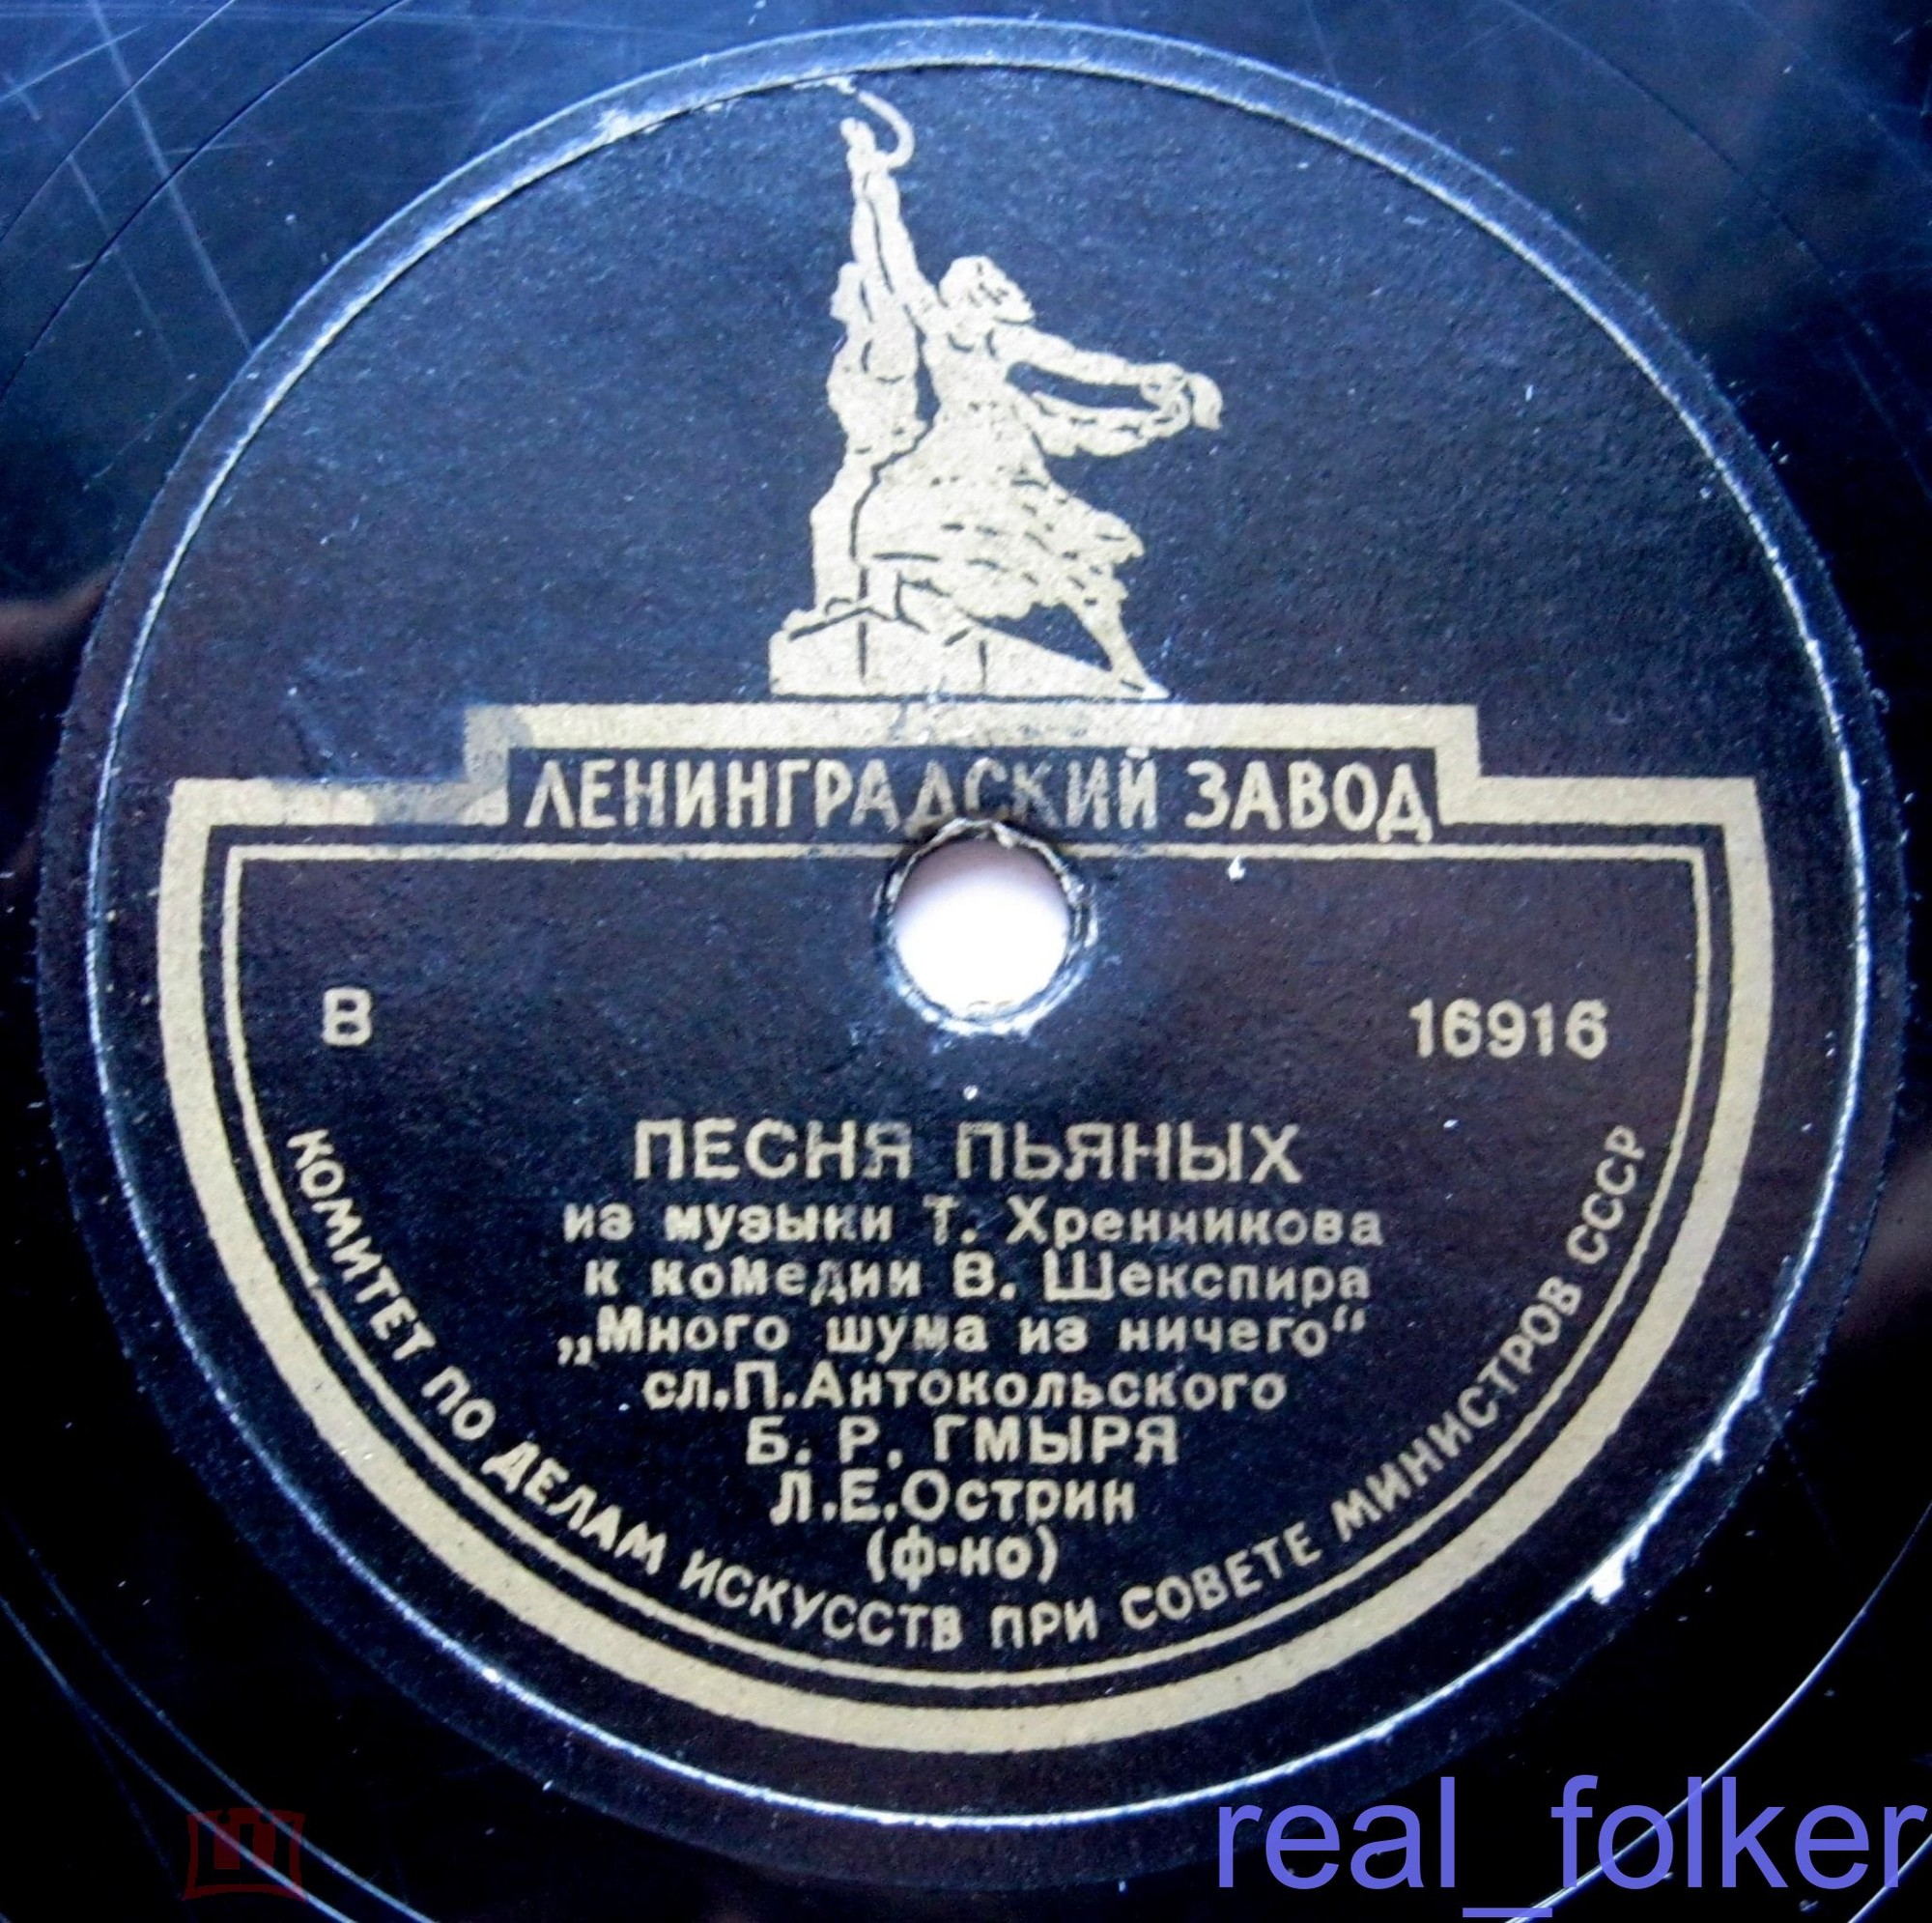 ЛЕНИНГРАДСКИЙ ЗАВОД
В 16916
ПЕСНЯ ПЬЯНЫХ
из музыки Т. Хренникова
к комедии В. Шекспира
„Много шума из ничего“
сл. П. Антокольского
Б. Р. ГМЫРЯ
Л. Е. Острин
(ф-но)
КОМИТЕТ ПО ДЕЛАМ ИСКУССТВ ПРИ СОВЕТЕ МИНИСТРОВ СССР
real_folker